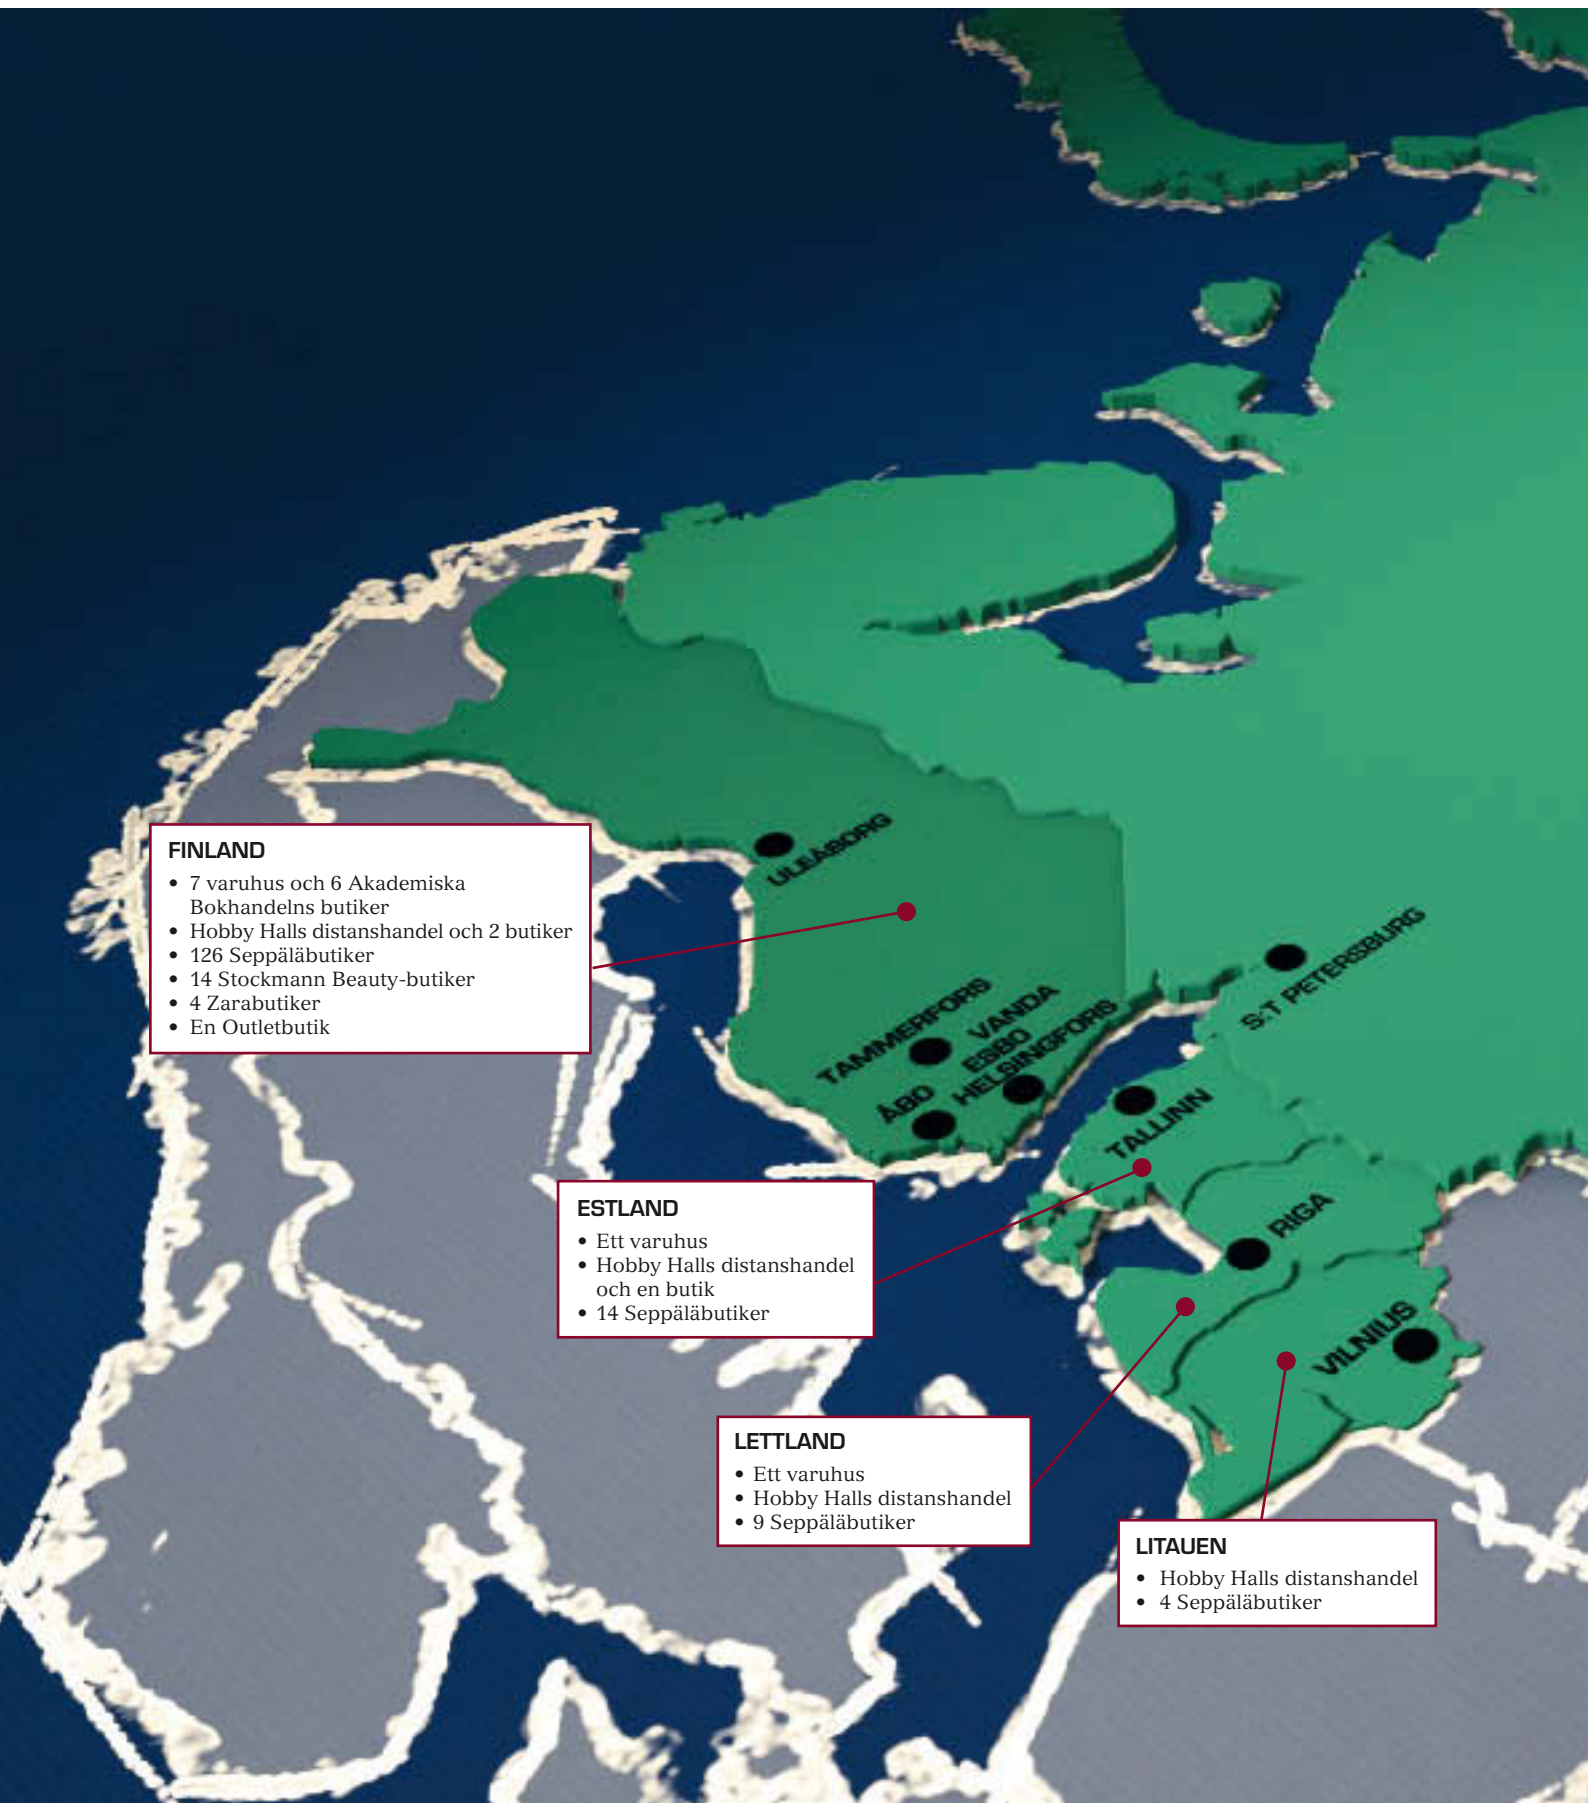 ULEÅBORG
FINLAND
• 7 varuhus och 6 Akademiska
Bokhandelns butiker
• Hobby Halls distanshandel och 2 butiker
• 126 Seppäläbutiker
• 14 Stockmann Beauty-butiker
• 4 Zarabutiker
• En Outletbutik
S:T PETERSBURG
TAMMERFORS
VANDA
ESBO
HELSINGFORS
ÅBO
TALLINN
ESTLAND
• Ett varuhus
• Hobby Halls distanshandel
och en butik
• 14 Seppäläbutiker
RIGA
VILNIUS
LETTLAND
• Ett varuhus
• Hobby Halls distanshandel
• 9 Seppäläbutiker
LITAUEN
• Hobby Halls distanshandel
• 4 Seppäläbutiker